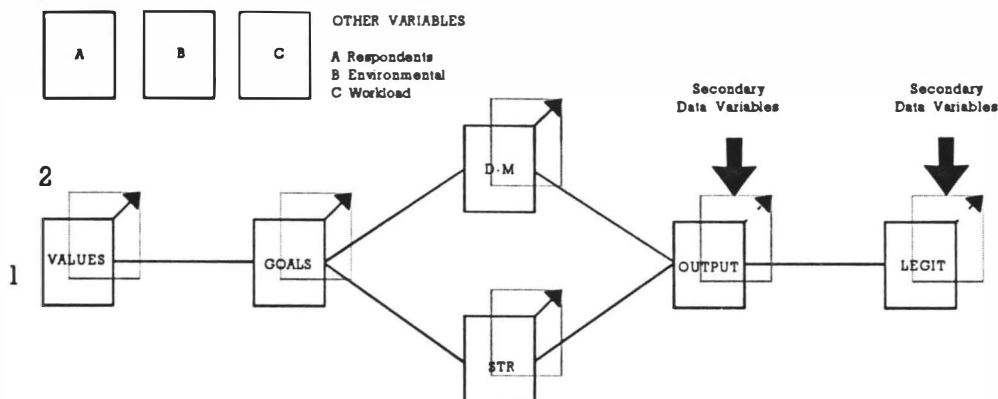 A
B
C
OTHER VARIABLES
A Respondents
B Environmental
C Workload
Secondary
Data Variables
Secondary
Data Variables
2
1
VALUES
GOALS
D-M
STR
OUTPUT
LEGIT